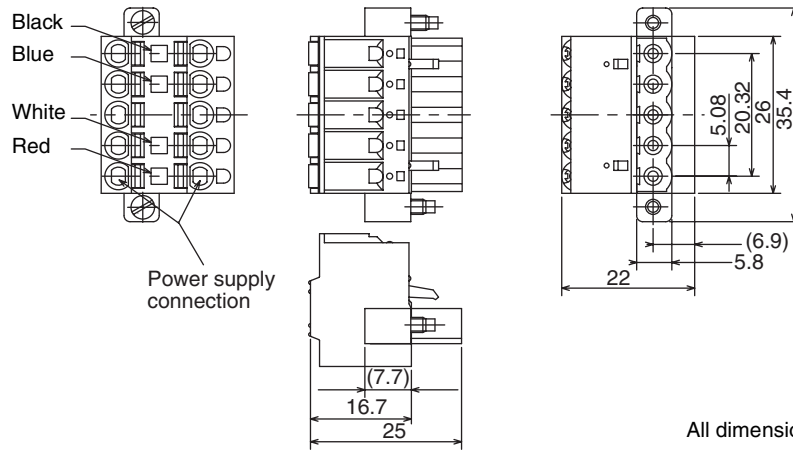 Black
Blue
White
Red
Power supply
connection
(7.7)
16.7
25
5.08
20.32
26
35.4
(6.9)
5.8
22
All dimensio